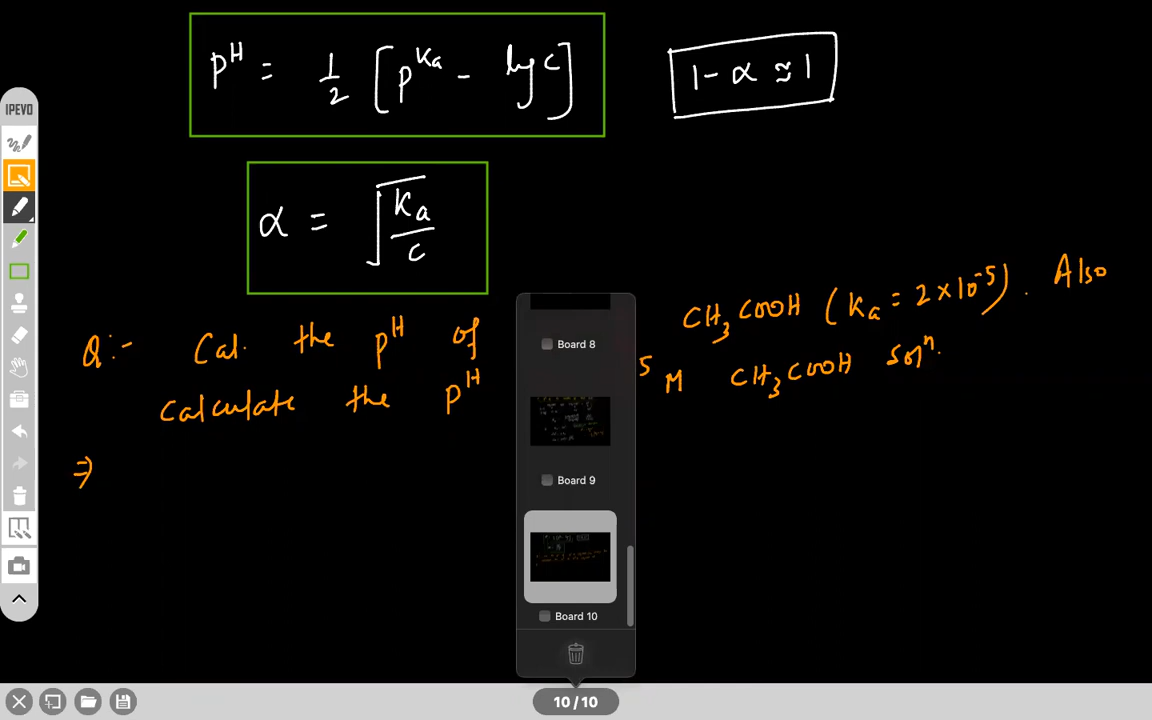 pH = 1/2 [pKa - log C]
1 - α ≈ 1
IPEVO
α = √(Ka/C)
Q:- Cal. the pH of CH3COOH (Ka = 2×10^-5). Also
calculate the pH 5 M CH3COOH Sol^n.
⇒
Board 8
Board 9
Board 10
10/10